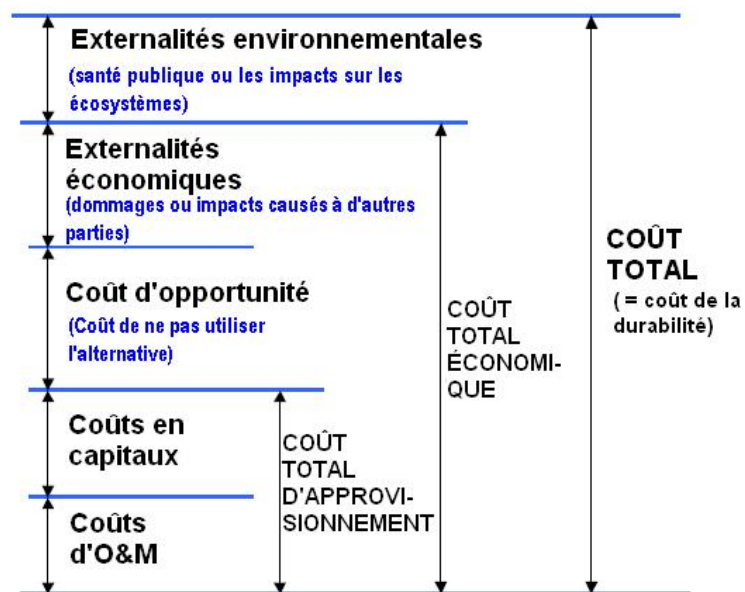 Externalités environnementales
(santé publique ou les impacts sur les
écosystèmes)
Externalités
économiques
(dommages ou impacts causés à d'autres
parties)
Coût d'opportunité
(Coût de ne pas utiliser
l'alternative)
Coûts en
capitaux
Coûts
d'O&M
COÛT
TOTAL
D'APPROVI-
SIONNEMENT
COÛT
TOTAL
ÉCONOMI-
QUE
COÛT
TOTAL
( = coût de la
durabilité)